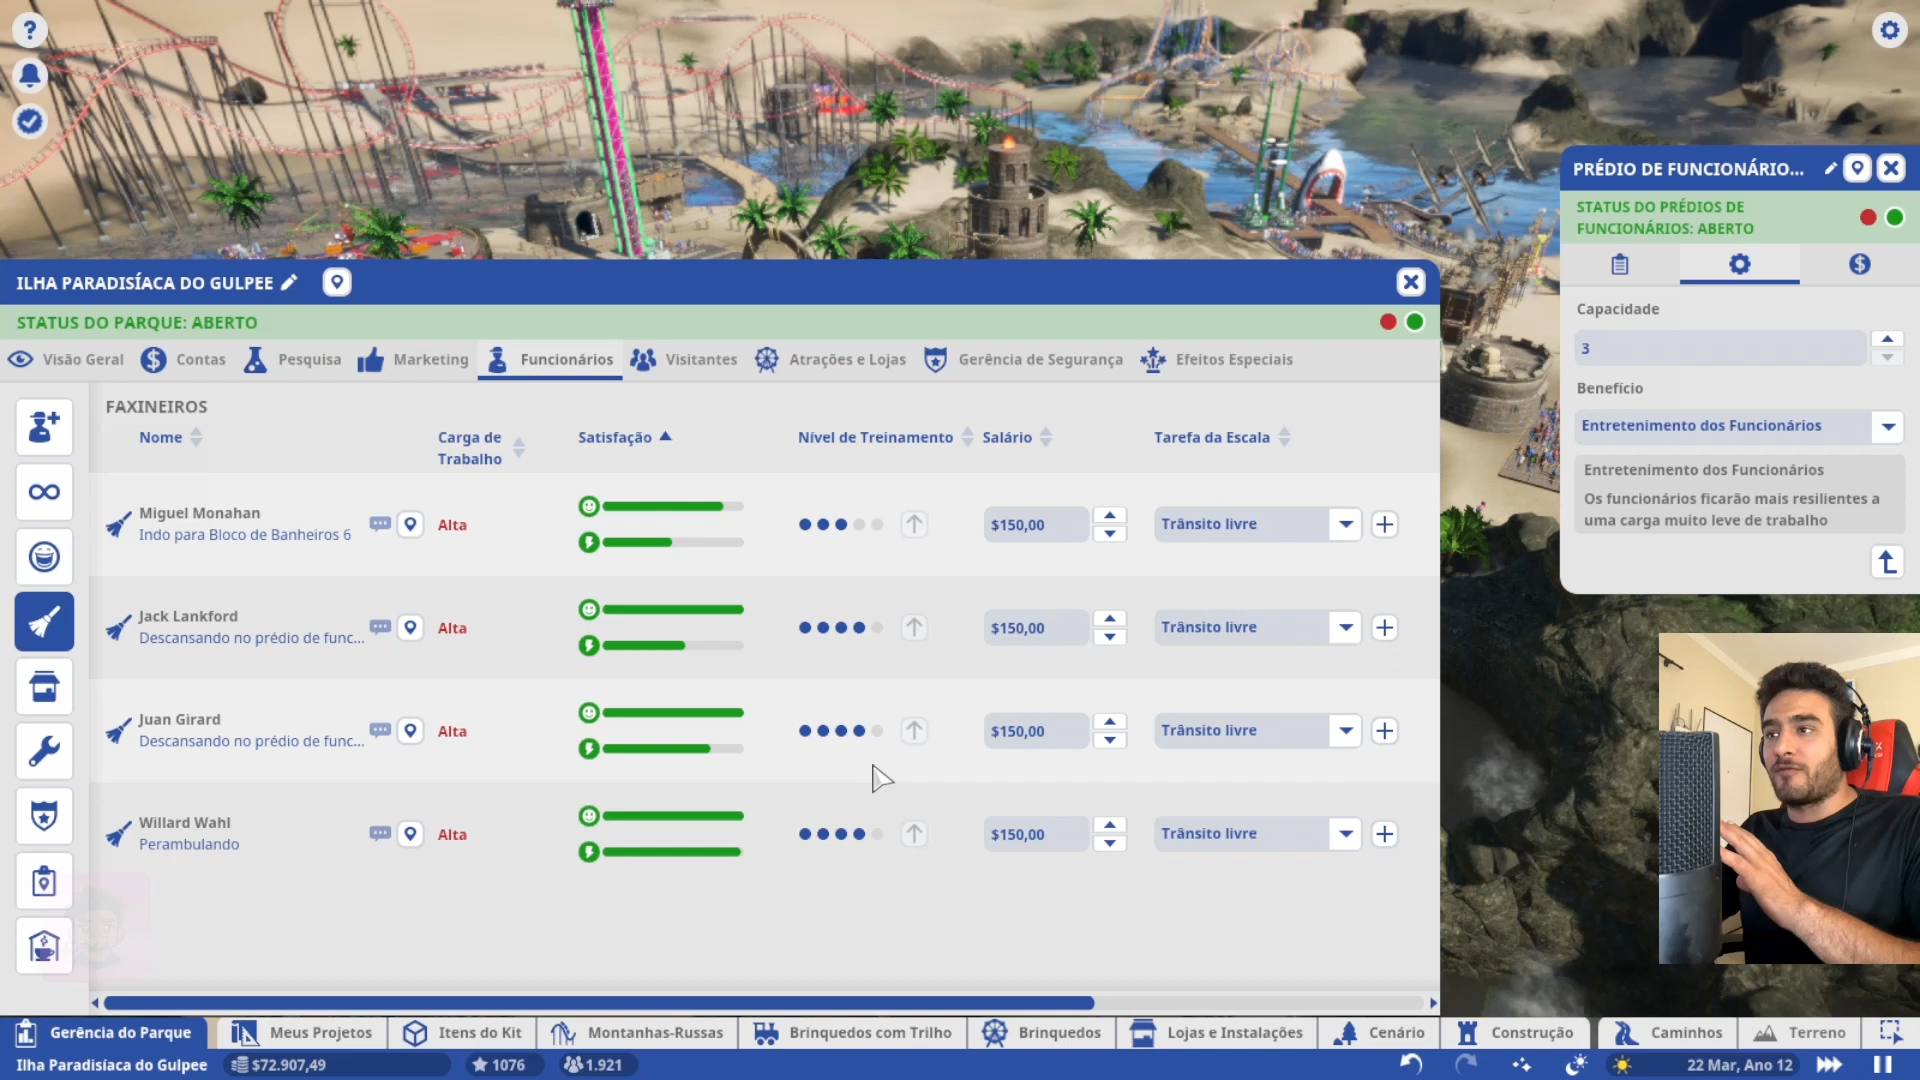 ?
ILHA PARADISÍACA DO GULPEE
STATUS DO PARQUE: ABERTO
Visão Geral
Contas
Pesquisa
Marketing
Funcionários
Visitantes
Atrações e Lojas
Gerência de Segurança
Efeitos Especiais
FAXINEIROS
Nome
Carga de
Trabalho
Satisfação
Nível de Treinamento
Salário
Tarefa da Escala
Miguel Monahan
Indo para Bloco de Banheiros 6
Alta
$150,00
Trânsito livre
Jack Lankford
Descansando no prédio de func...
Alta
$150,00
Trânsito livre
Juan Girard
Descansando no prédio de func...
Alta
$150,00
Trânsito livre
Willard Wahl
Perambulando
Alta
$150,00
Trânsito livre
PRÉDIO DE FUNCIONÁRIO...
STATUS DO PRÉDIOS DE
FUNCIONÁRIOS: ABERTO
Capacidade
3
Benefício
Entretenimento dos Funcionários
Entretenimento dos Funcionários
Os funcionários ficarão mais resilientes a
uma carga muito leve de trabalho
Gerência do Parque
Meus Projetos
Itens do Kit
Montanhas-Russas
Brinquedos com Trilho
Brinquedos
Lojas e Instalações
Cenário
Construção
Caminhos
Terreno
Ilha Paradisíaca do Gulpee
$72.907,49
1076
1.921
22 Mar, Ano 12